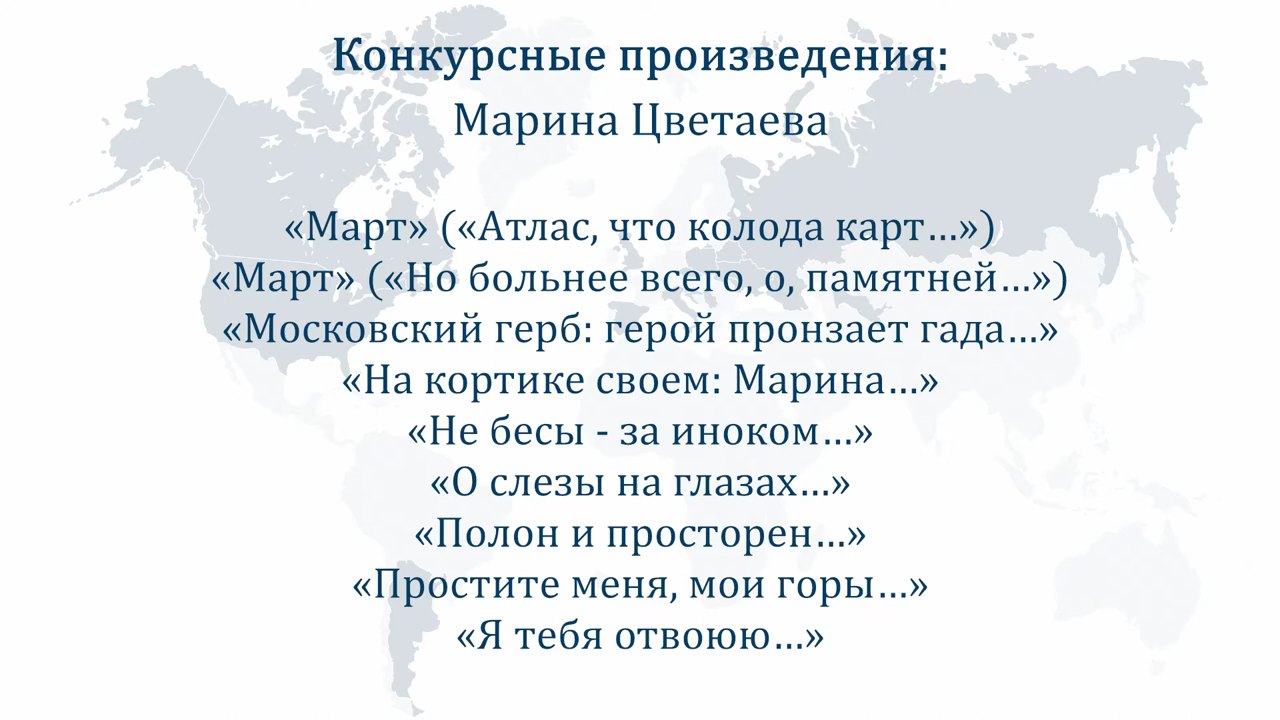 Конкурсные произведения:
Марина Цветаева
«Март» («Атлас, что колода карт…»)
«Март» («Но больнее всего, о, памятней…»)
«Московский герб: герой пронзает гада…»
«На кортике своем: Марина…»
«Не бесы - за иноком…»
«О слезы на глазах…»
«Полон и просторен…»
«Простите меня, мои горы…»
«Я тебя отвоюю…»